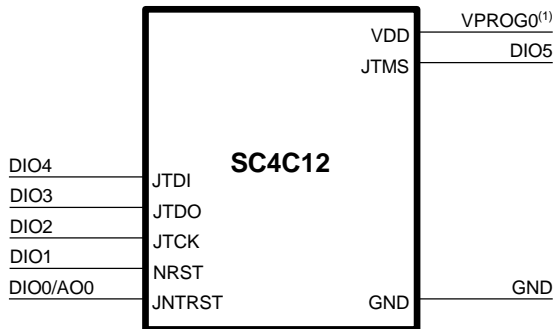 VPROG0(1)
VDD
DIO5
JTMS
SC4C12
DIO4
JTDI
DIO3
JTDO
DIO2
JTCK
DIO1
NRST
DIO0/AO0
JNTRST
GND
GND